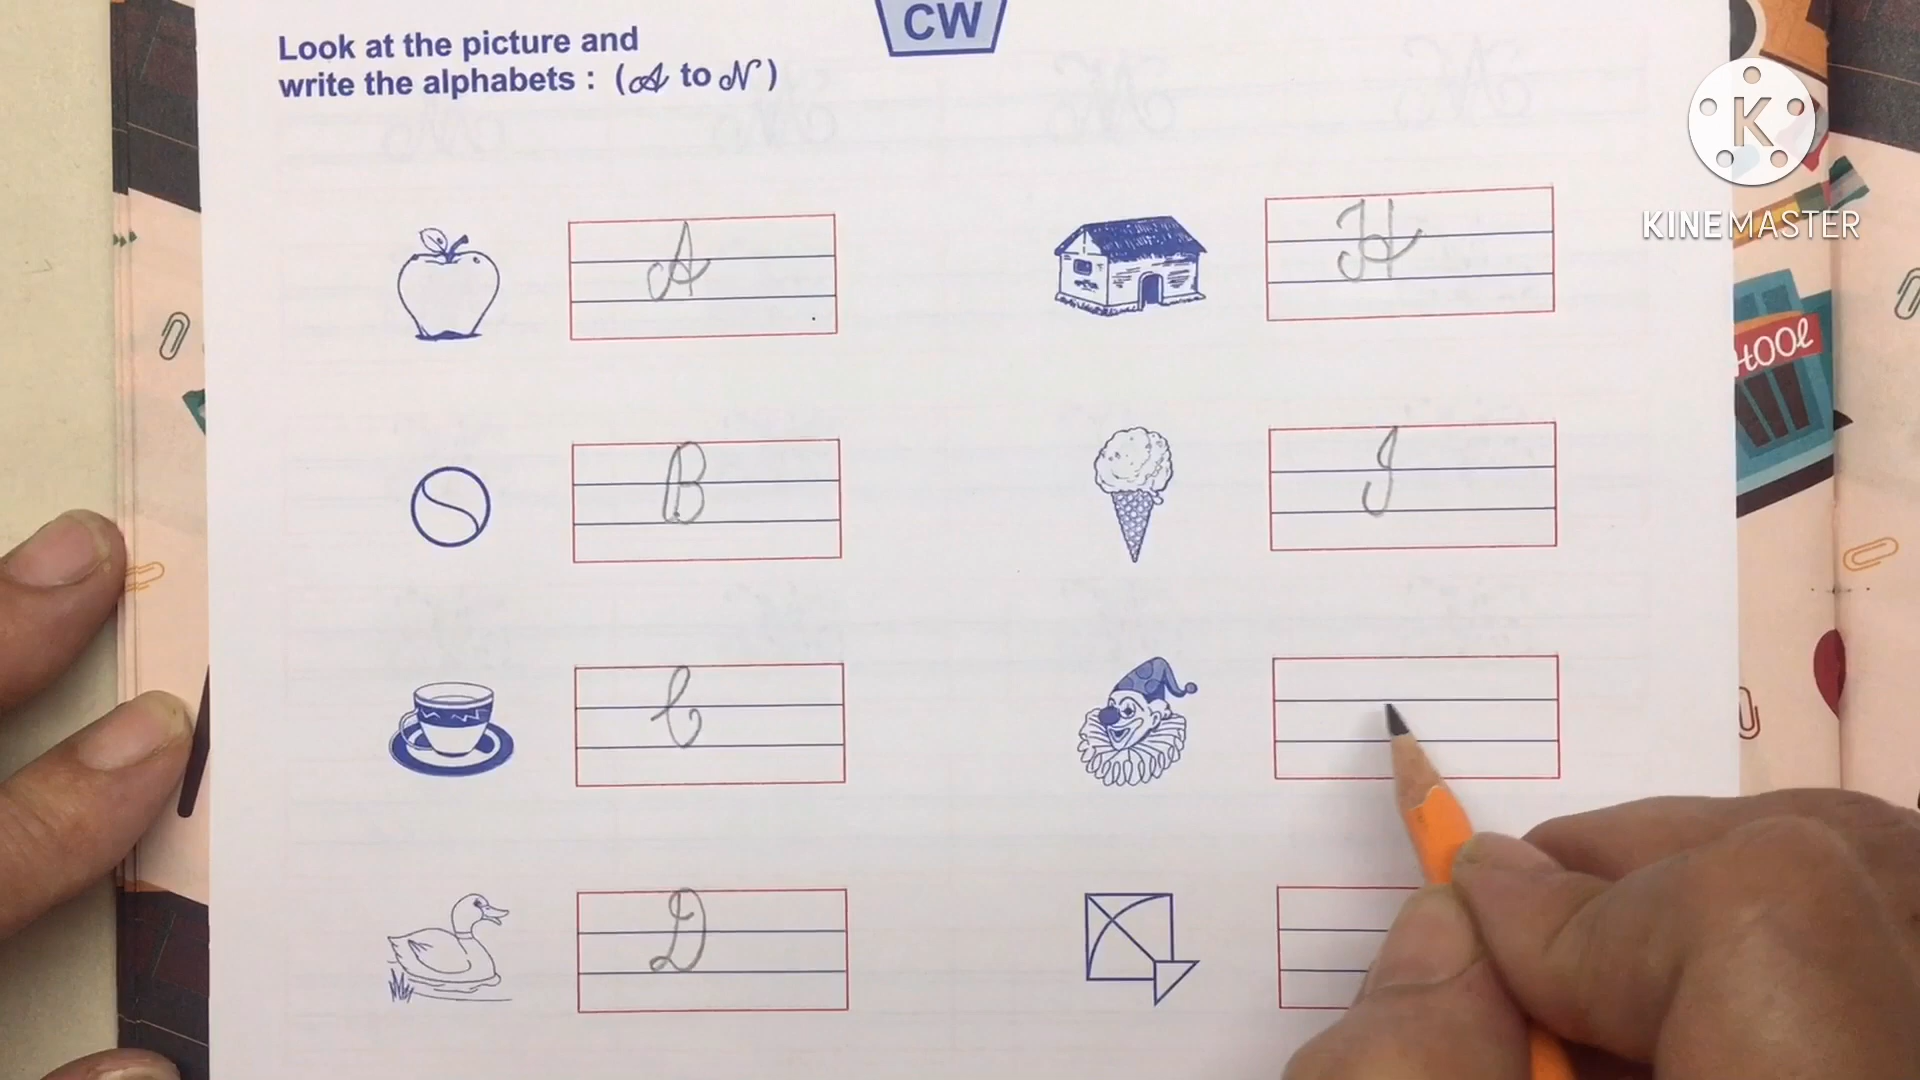 CW
Look at the picture and
write the alphabets : (A to N)
A
H
B
I
C
D
HOOL
K
KINEMASTER